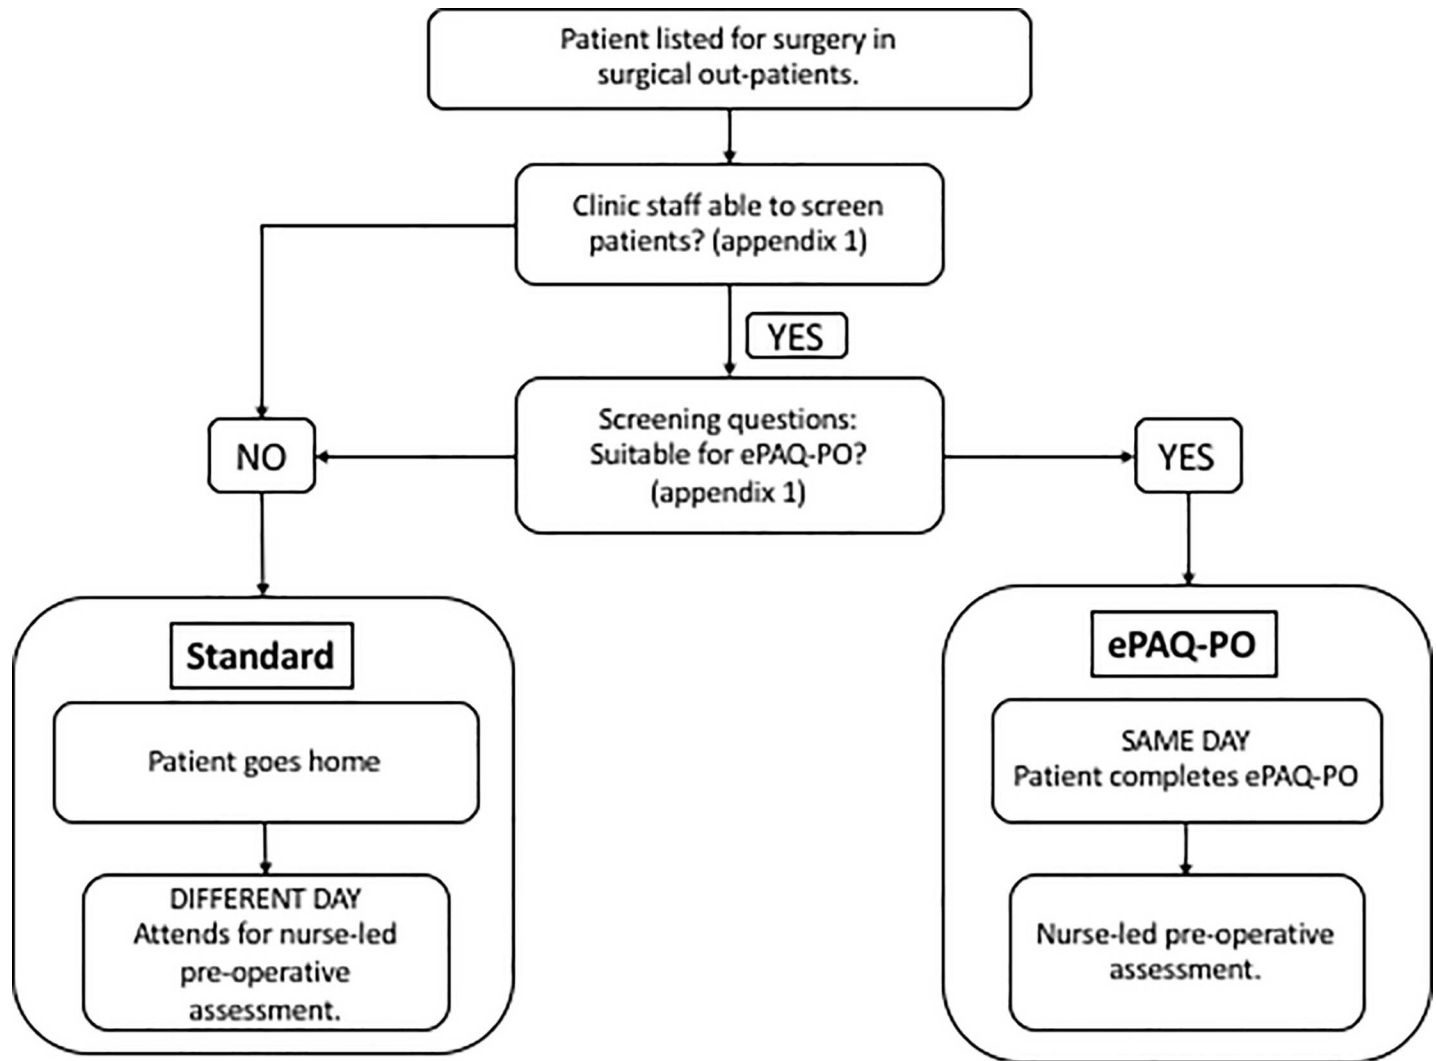 Patient listed for surgery in
surgical out-patients.
Clinic staff able to screen
patients? (appendix 1)
YES
Screening questions:
Suitable for ePAQ-PO?
(appendix 1)
NO
YES
Standard
Patient goes home
DIFFERENT DAY
Attends for nurse-led
pre-operative
assessment.
ePAQ-PO
SAME DAY
Patient completes ePAQ-PO
Nurse-led pre-operative
assessment.